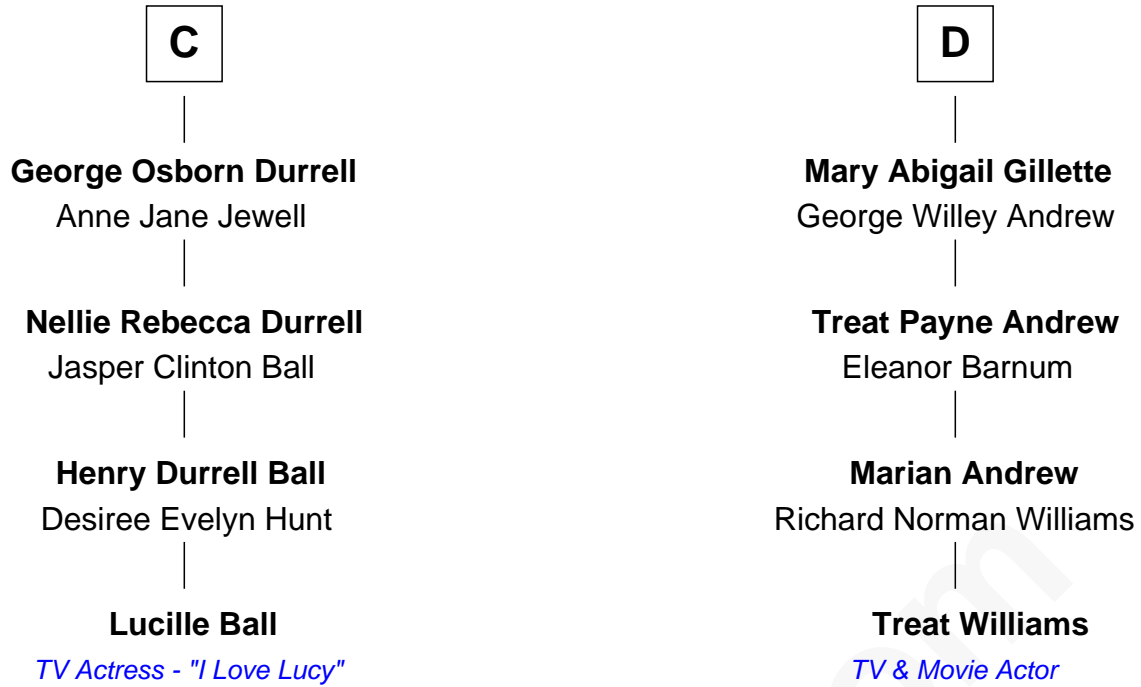 C
George Osborn Durrell
Anne Jane Jewell
Nellie Rebecca Durrell
Jasper Clinton Ball
Henry Durrell Ball
Desiree Evelyn Hunt
Lucille Ball
TV Actress - "I Love Lucy"
D
Mary Abigail Gillette
George Willey Andrew
Treat Payne Andrew
Eleanor Barnum
Marian Andrew
Richard Norman Williams
Treat Williams
TV & Movie Actor